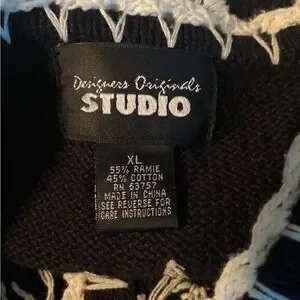 Designers Originals
STUDIO
XL
55% RAMIE
45% COTTON
RN 63757
MADE IN CHINA
SEE REVERSE FOR
CARE INSTRUCTIONS